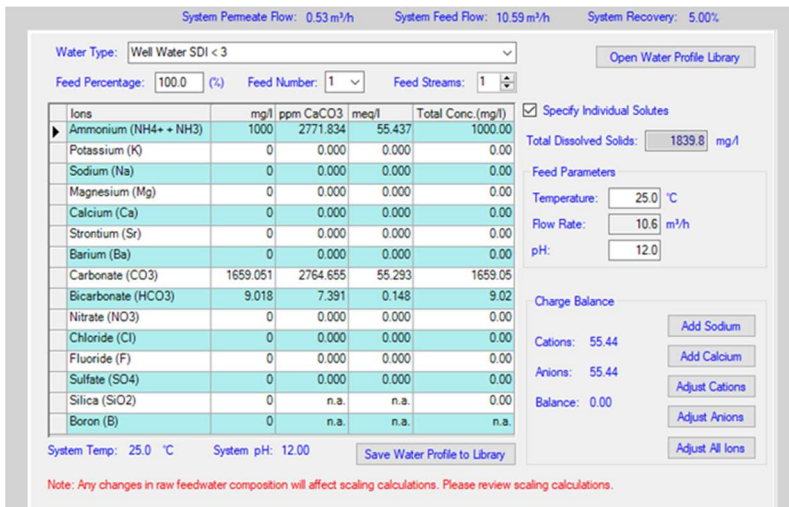 System Permeate Flow: 0.53 m³/h System Feed Flow: 10.59 m³/h System Recovery: 5.00%
Water Type: Well Water SDI < 3 Open Water Profile Library
Feed Percentage: 100.0 (%) Feed Number: 1 Feed Streams: 1
Ions mg/l ppm CaCO3 meq/l Total Conc.(mg/l)
Ammonium (NH4+ + NH3) 1000 2771.834 55.437 1000.00
Potassium (K) 0 0.000 0.000 0.00
Sodium (Na) 0 0.000 0.000 0.00
Magnesium (Mg) 0 0.000 0.000 0.00
Calcium (Ca) 0 0.000 0.000 0.00
Strontium (Sr) 0 0.000 0.000 0.00
Barium (Ba) 0 0.000 0.000 0.00
Carbonate (CO3) 1659.051 2764.655 55.293 1659.05
Bicarbonate (HCO3) 9.018 7.391 0.148 9.02
Nitrate (NO3) 0 0.000 0.000 0.00
Chloride (Cl) 0 0.000 0.000 0.00
Fluoride (F) 0 0.000 0.000 0.00
Sulfate (SO4) 0 0.000 0.000 0.00
Silica (SiO2) 0 n.a. n.a. 0.00
Boron (B) 0 n.a. n.a. n.a.
Specify Individual Solutes
Total Dissolved Solids: 1839.8 mg/l
Feed Parameters
Temperature: 25.0 °C
Flow Rate: 10.6 m³/h
pH: 12.0
Charge Balance
Cations: 55.44
Anions: 55.44
Balance: 0.00
Add Sodium
Add Calcium
Adjust Cations
Adjust Anions
Adjust All Ions
System Temp: 25.0 °C System pH: 12.00 Save Water Profile to Library
Note: Any changes in raw feedwater composition will affect scaling calculations. Please review scaling calculations.